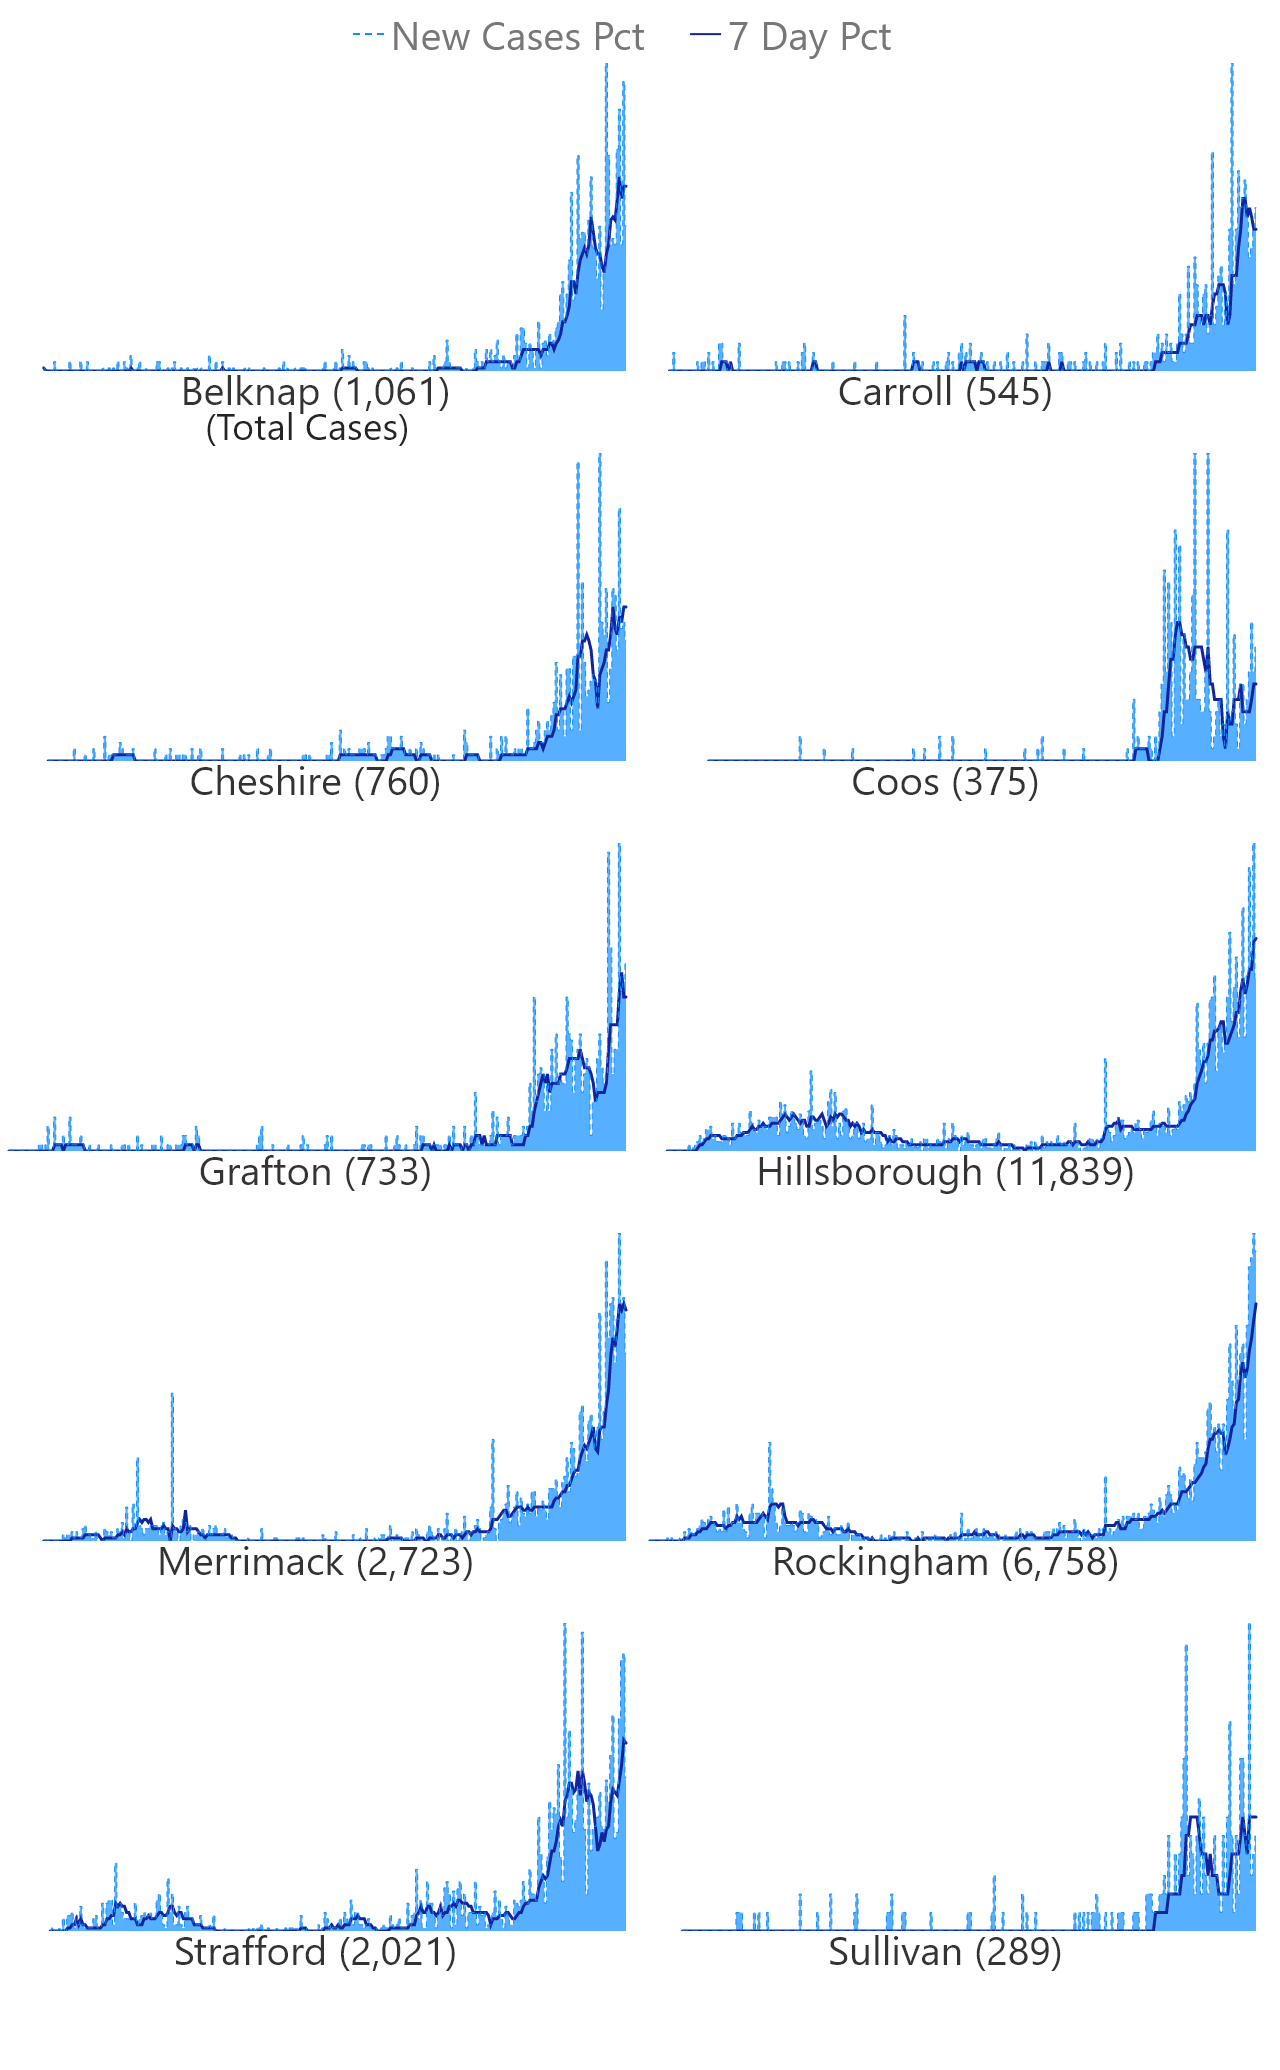 New Cases Pct 7 Day Pct
Belknap (1,061) Carroll (545)
(Total Cases)
Cheshire (760) Coos (375)
Grafton (733) Hillsborough (11,839)
Merrimack (2,723) Rockingham (6,758)
Strafford (2,021) Sullivan (289)